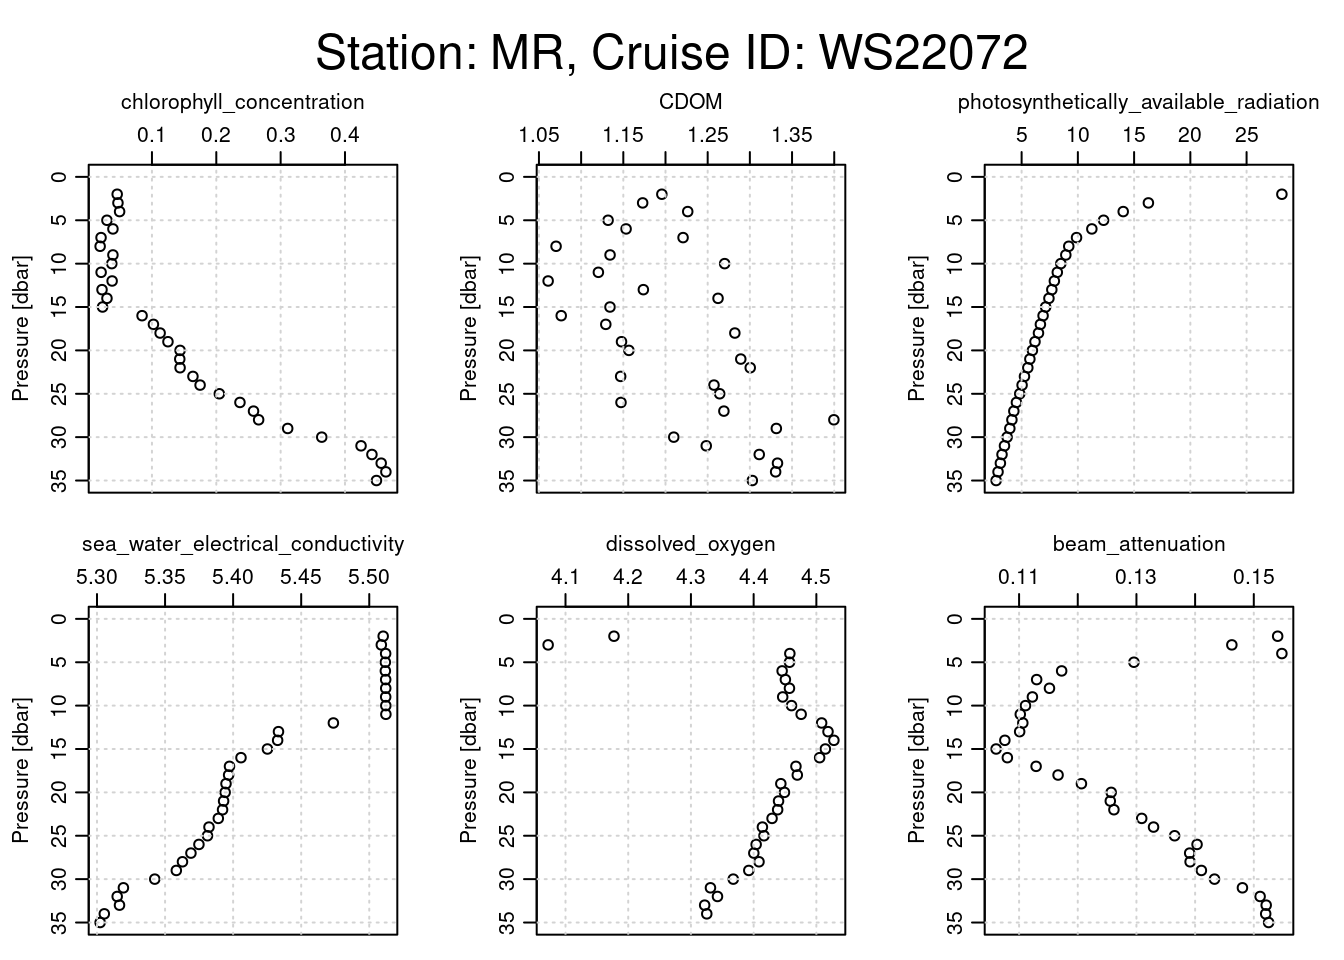 Station: MR, Cruise ID: WS22072
chlorophyll_concentration
0.1 0.2 0.3 0.4
Pressure [dbar]
0 5 10 15 20 25 30 35
CDOM
1.05 1.15 1.25 1.35
Pressure [dbar]
0 5 10 15 20 25 30 35
photosynthetically_available_radiation
5 10 15 20 25
Pressure [dbar]
0 5 10 15 20 25 30 35
sea_water_electrical_conductivity
5.30 5.35 5.40 5.45 5.50
Pressure [dbar]
0 5 10 15 20 25 30 35
dissolved_oxygen
4.1 4.2 4.3 4.4 4.5
Pressure [dbar]
0 5 10 15 20 25 30 35
beam_attenuation
0.11 0.13 0.15
Pressure [dbar]
0 5 10 15 20 25 30 35